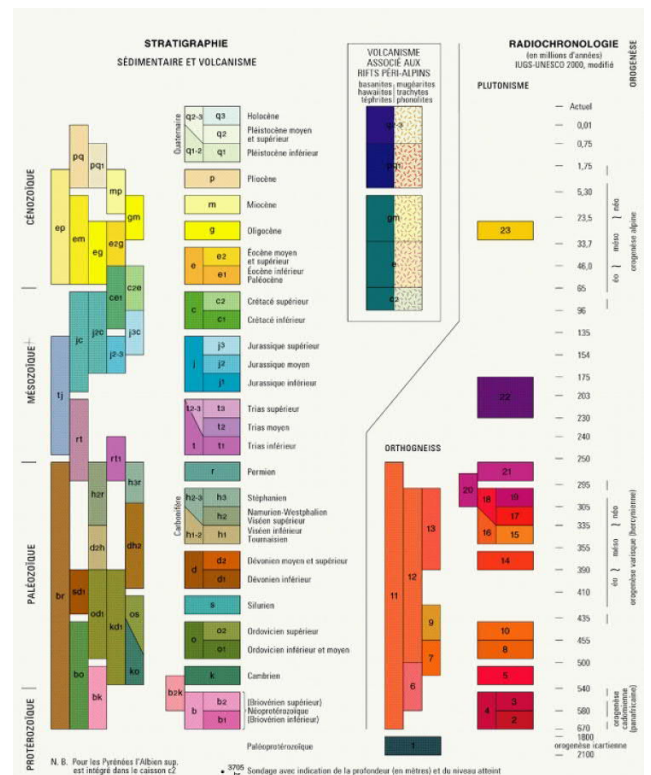 STRATIGRAPHIE
SÉDIMENTAIRE ET VOLCANISME
VOLCANISME
ASSOCIÉ AUX
RIFTS PÉRI-ALPINS
basanites mugéarites
hawaiites trachytes
téphrites phonolites
RADIOCHRONOLOGIE
(en millions d'années)
IUGS-UNESCO 2000, modifié
PLUTONISME
OROGENÈSE
CÉNOZOÏQUE
MÉSOZOÏQUE
PALÉOZOÏQUE
PROTÉROZOÏQUE
Quaternaire
q2-3 q3 Holocène
q2 Pléistocène moyen
et supérieur
q1-2 q1 Pléistocène inférieur
p Pliocène
m Miocène
g Oligocène
e e2 Éocène moyen
et supérieur
e1 Éocène inférieur
Paléocène
c c2 Crétacé supérieur
c1 Crétacé inférieur
j j3 Jurassique supérieur
j2 Jurassique moyen
j1 Jurassique inférieur
t2-3 t3 Trias supérieur
t2 Trias moyen
t t1 Trias inférieur
r Permien
Carbonifère
h2-3 h3 Stéphanien
h2 Namurien-Westphalien
Viséen supérieur
h1-2 h1 Viséen inférieur
Tournaisien
d d2 Dévonien moyen et supérieur
d1 Dévonien inférieur
s Silurien
o o2 Ordovicien supérieur
o1 Ordovicien inférieur et moyen
k Cambrien
b2k
b b2 (Briovérien supérieur)
Néoprotérozoïque
b1 (Briovérien inférieur)
Paléoprotérozoïque
pq
pq1
mp
gm
ep
em
eg
e2g
ce1
c2e
jc
j2c
j2-3
j3c
tj
rt
rt1
h2r
h3r
d2h
dh2
br
sd1
od1
kd1
os
bo
bk
ko
q2-3
pq1
gm
e
c2
ORTHOGNEISS
11
12
13
9
7
6
1
23
22
21
20
18
19
17
16
15
14
10
8
5
4
3
2
Actuel
0,01
0,75
1,75
5,30
23,5
33,7
46,0
65
96
135
154
175
203
230
240
250
295
305
335
355
390
410
435
455
500
540
580
670
1800
2100
éo
méso
néo
orogenèse alpine
éo
méso
néo
orogenèse varisque (hercynienne)
orogenèse
cadomienne
(panafricaine)
orogenèse icartienne
N. B. Pour les Pyrénées l'Albien sup.
est intégré dans le caisson c2
3705 Sondage avec indication de la profondeur (en mètres) et du niveau atteint